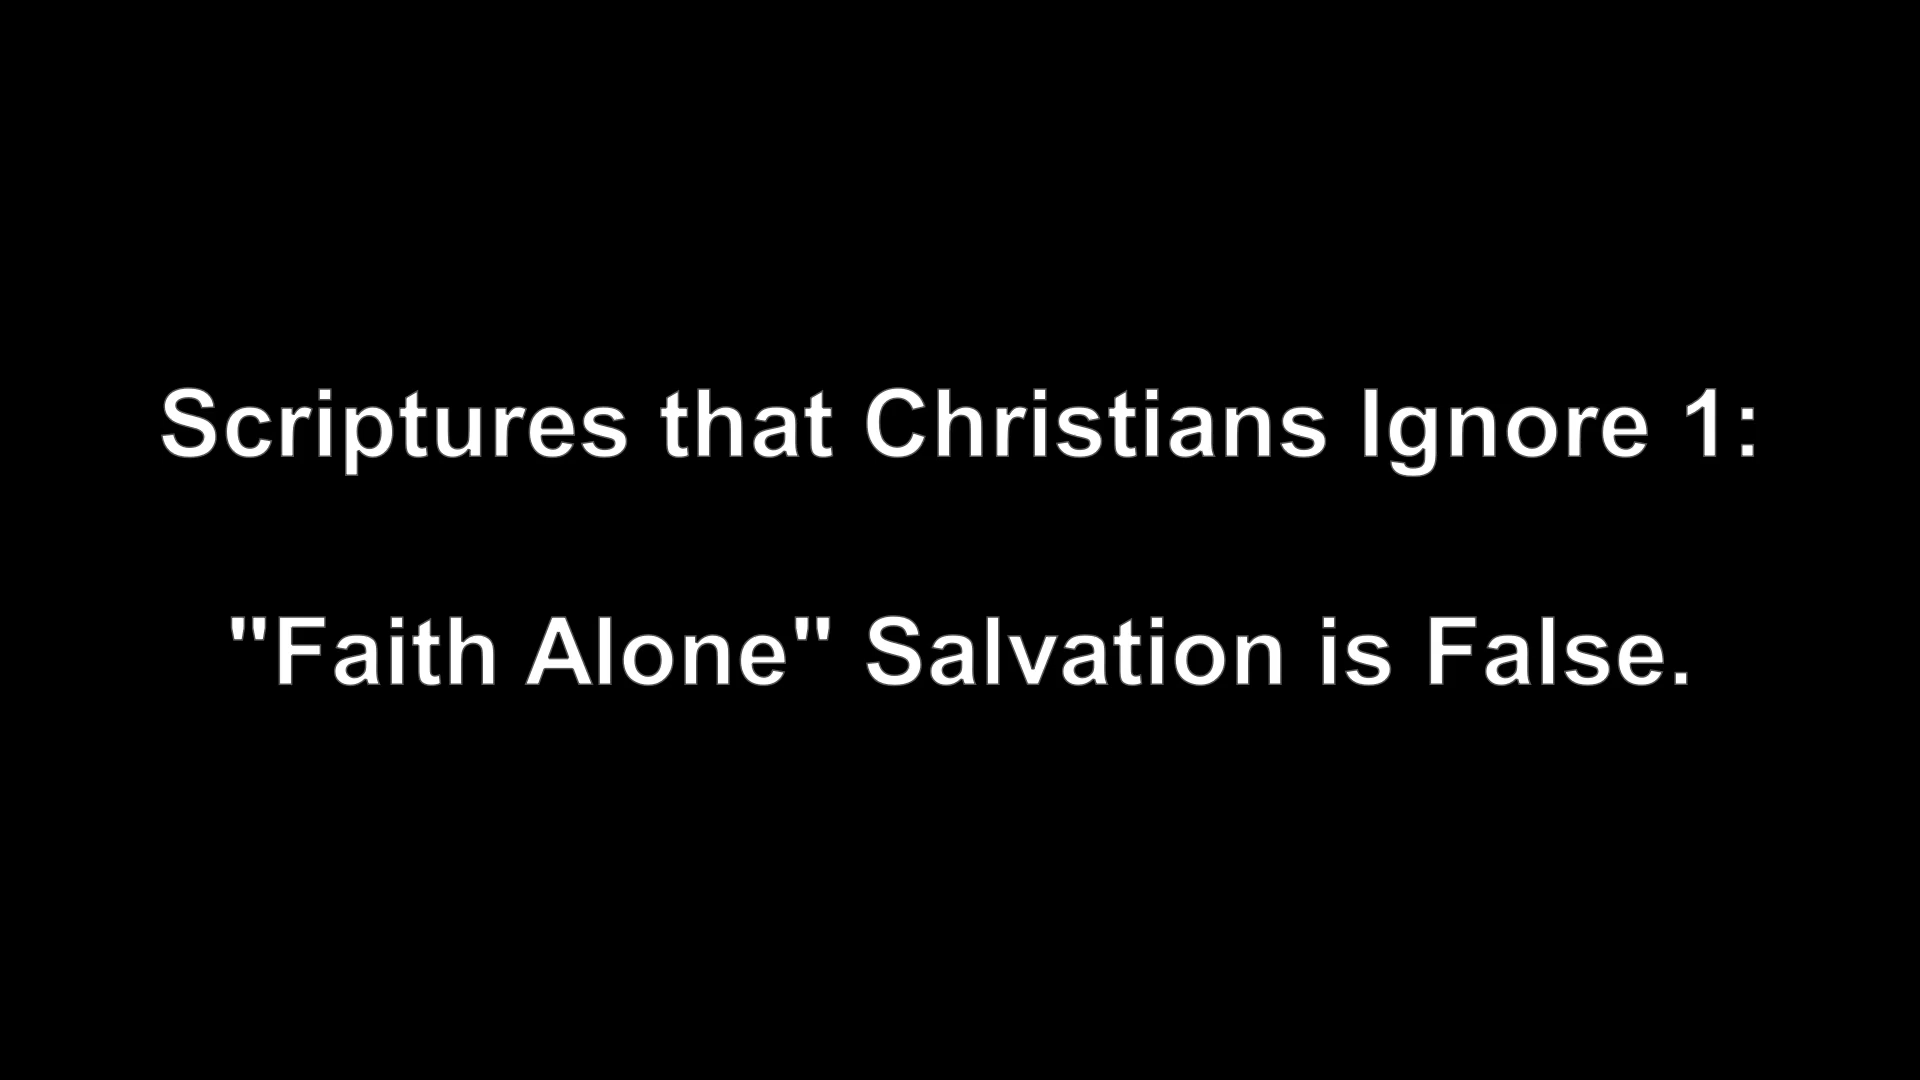 Scriptures that Christians Ignore 1:
"Faith Alone" Salvation is False.